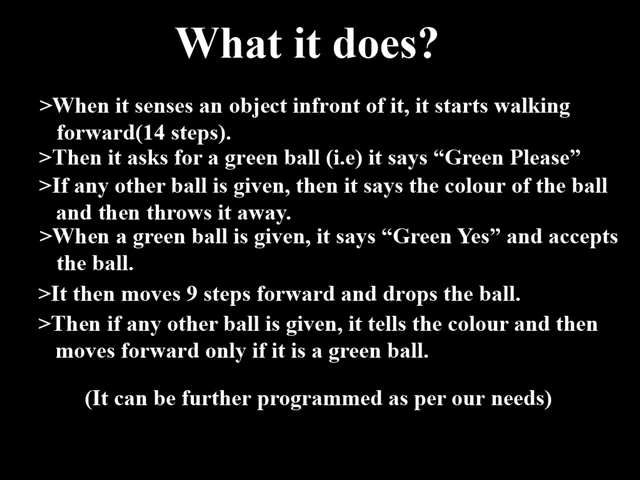 What it does?
>When it senses an object infront of it, it starts walking
forward(14 steps).
>Then it asks for a green ball (i.e) it says “Green Please”
>If any other ball is given, then it says the colour of the ball
and then throws it away.
>When a green ball is given, it says “Green Yes” and accepts
the ball.
>It then moves 9 steps forward and drops the ball.
>Then if any other ball is given, it tells the colour and then
moves forward only if it is a green ball.
(It can be further programmed as per our needs)